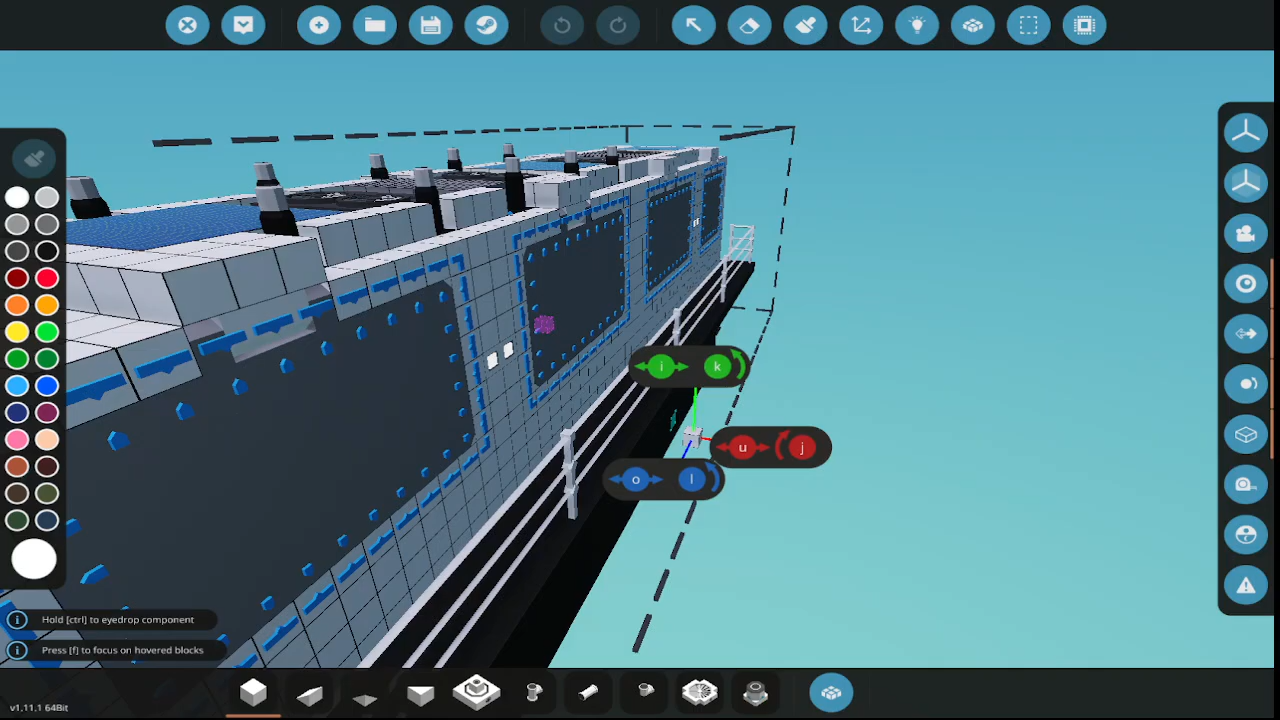 i k
u j
o l
Hold [ctrl] to eyedrop component
Press [f] to focus on hovered blocks
v1.11.1 64Bit